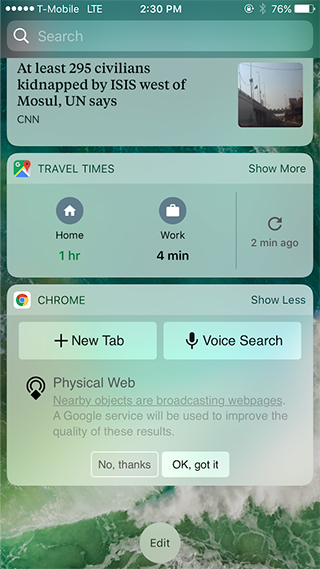 T-Mobile LTE 2:30 PM 76%
Search
At least 295 civilians
kidnapped by ISIS west of
Mosul, UN says
CNN
TRAVEL TIMES Show More
Home
1 hr
Work
4 min
2 min ago
CHROME Show Less
New Tab
Voice Search
Physical Web
Nearby objects are broadcasting webpages.
A Google service will be used to improve the
quality of these results.
No, thanks
OK, got it
Edit